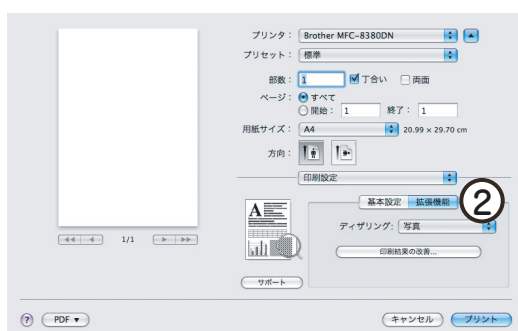 プリンタ: Brother MFC-8380DN
プリセット: 標準
部数: 1 丁合い 両面
ページ: すべて
開始: 1 終了: 1
用紙サイズ: A4 20.99 × 29.70 cm
方向:
印刷設定
基本設定 拡張機能 2
ディザリング: 写真
印刷結果の改善...
1/1
サポート
? PDF キャンセル プリント